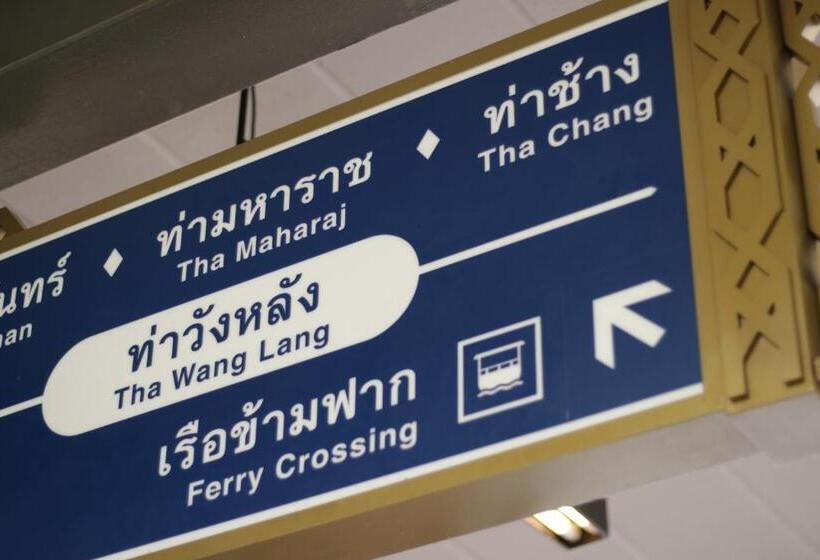 ท่าช้าง
Tha Chang
ท่ามหาราช
Tha Maharaj
ท่าวังหลัง
Tha Wang Lang
เรือข้ามฟาก
Ferry Crossing